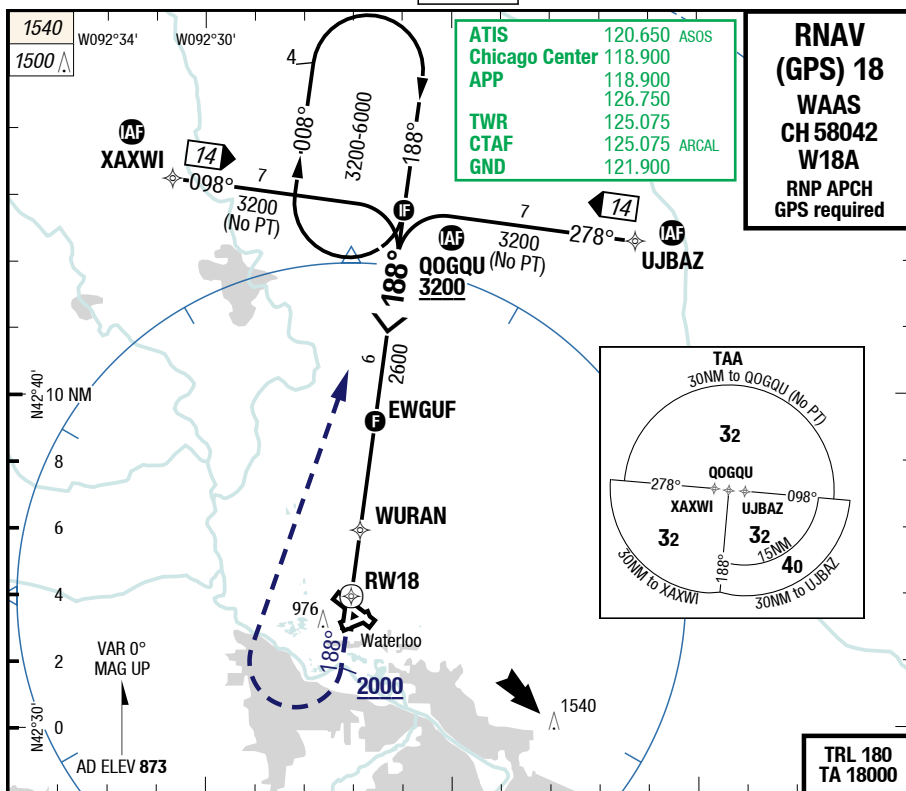 1540
1500
W092°34'
W092°30'
ATIS 120.650 ASOS
Chicago Center 118.900
APP 118.900
126.750
TWR 125.075
CTAF 125.075 ARCAL
GND 121.900
RNAV
(GPS) 18
WAAS
CH 58042
W18A
RNP APCH
GPS required
4
008°
3200-6000
188°
IAF
XAXWI
14
098°
7
3200
(No PT)
IF
IAF
QOGQU
3200
7
3200
(No PT)
14
278°
IAF
UJBAZ
188°
6
2600
N42°40'
10 NM
F
EWGUF
8
WURAN
6
RW18
4
976
Waterloo
188°
2
2000
VAR 0°
MAG UP
N42°30'
0
1540
AD ELEV 873
TAA
30NM to QOGQU (No PT)
32
QOGQU
278°
098°
XAXWI
UJBAZ
32
32
15NM
40
188°
30NM to XAXWI
30NM to UJBAZ
TRL 180
TA 18000